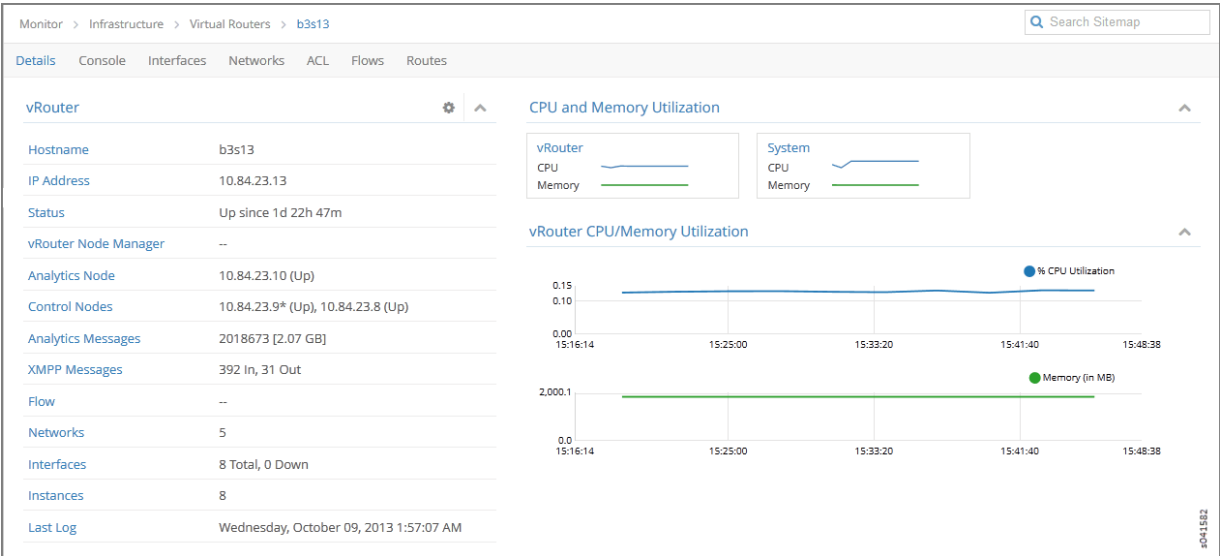 Monitor > Infrastructure > Virtual Routers > b3s13
Search Sitemap
Details Console Interfaces Networks ACL Flows Routes
vRouter
Hostname b3s13
IP Address 10.84.23.13
Status Up since 1d 22h 47m
vRouter Node Manager --
Analytics Node 10.84.23.10 (Up)
Control Nodes 10.84.23.9* (Up), 10.84.23.8 (Up)
Analytics Messages 2018673 [2.07 GB]
XMPP Messages 392 In, 31 Out
Flow --
Networks 5
Interfaces 8 Total, 0 Down
Instances 8
Last Log Wednesday, October 09, 2013 1:57:07 AM
CPU and Memory Utilization
vRouter
CPU
Memory
System
CPU
Memory
vRouter CPU/Memory Utilization
% CPU Utilization
0.15
0.10
0.00
15:16:14 15:25:00 15:33:20 15:41:40 15:48:38
Memory (in MB)
2,000.1
0.0
15:16:14 15:25:00 15:33:20 15:41:40 15:48:38
s041582